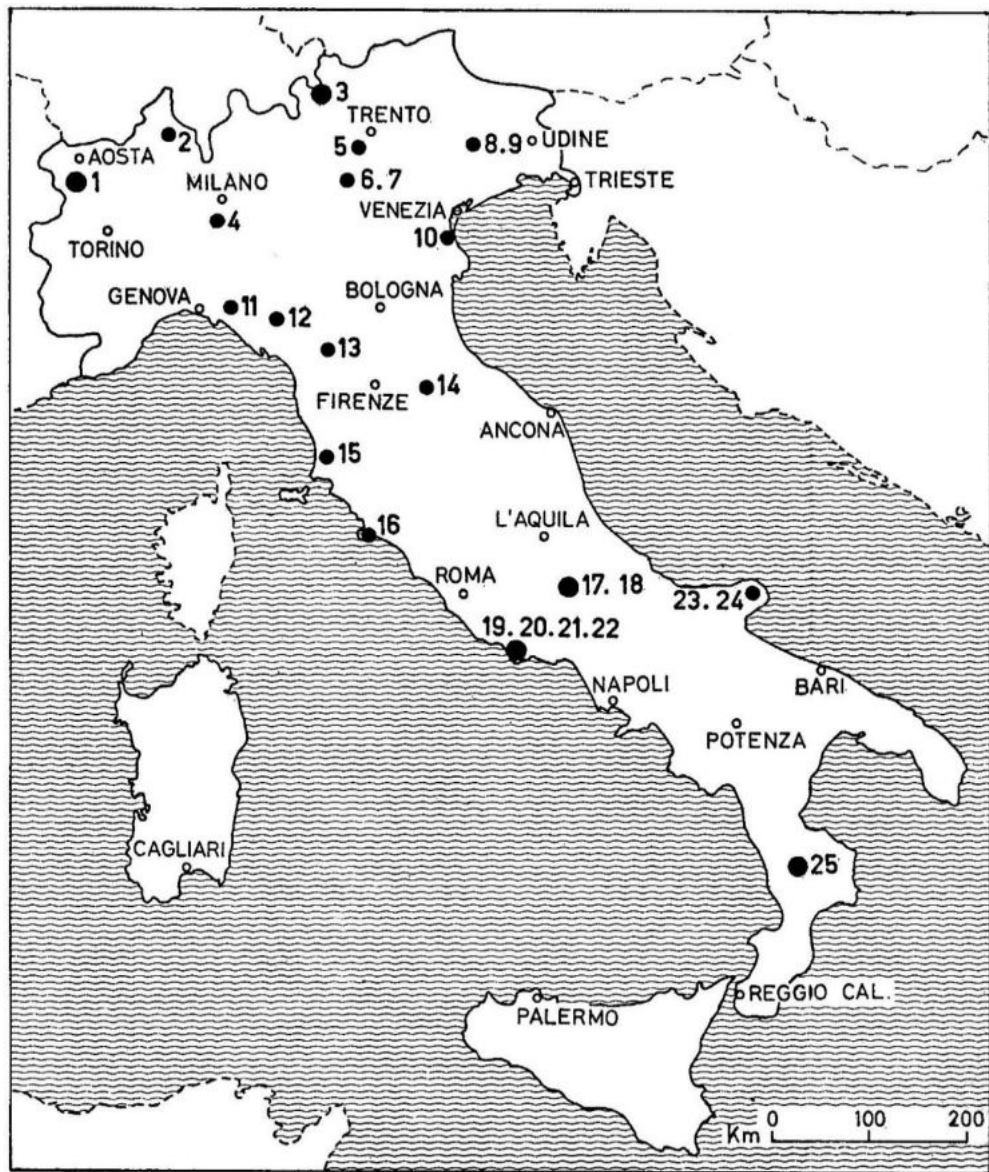 3
TRENTO
2
5
8.9
UDINE
AOSTA
1
6.7
TRIESTE
MILANO
VENEZIA
4
TORINO
10
BOLOGNA
GENOVA
11
12
13
14
FIRENZE
ANCONA
15
L'AQUILA
16
ROMA
17. 18
23. 24
19. 20. 21. 22
NAPOLI
BARI
POTENZA
CAGLIARI
25
REGGIO CAL.
PALERMO
Km 0 100 200